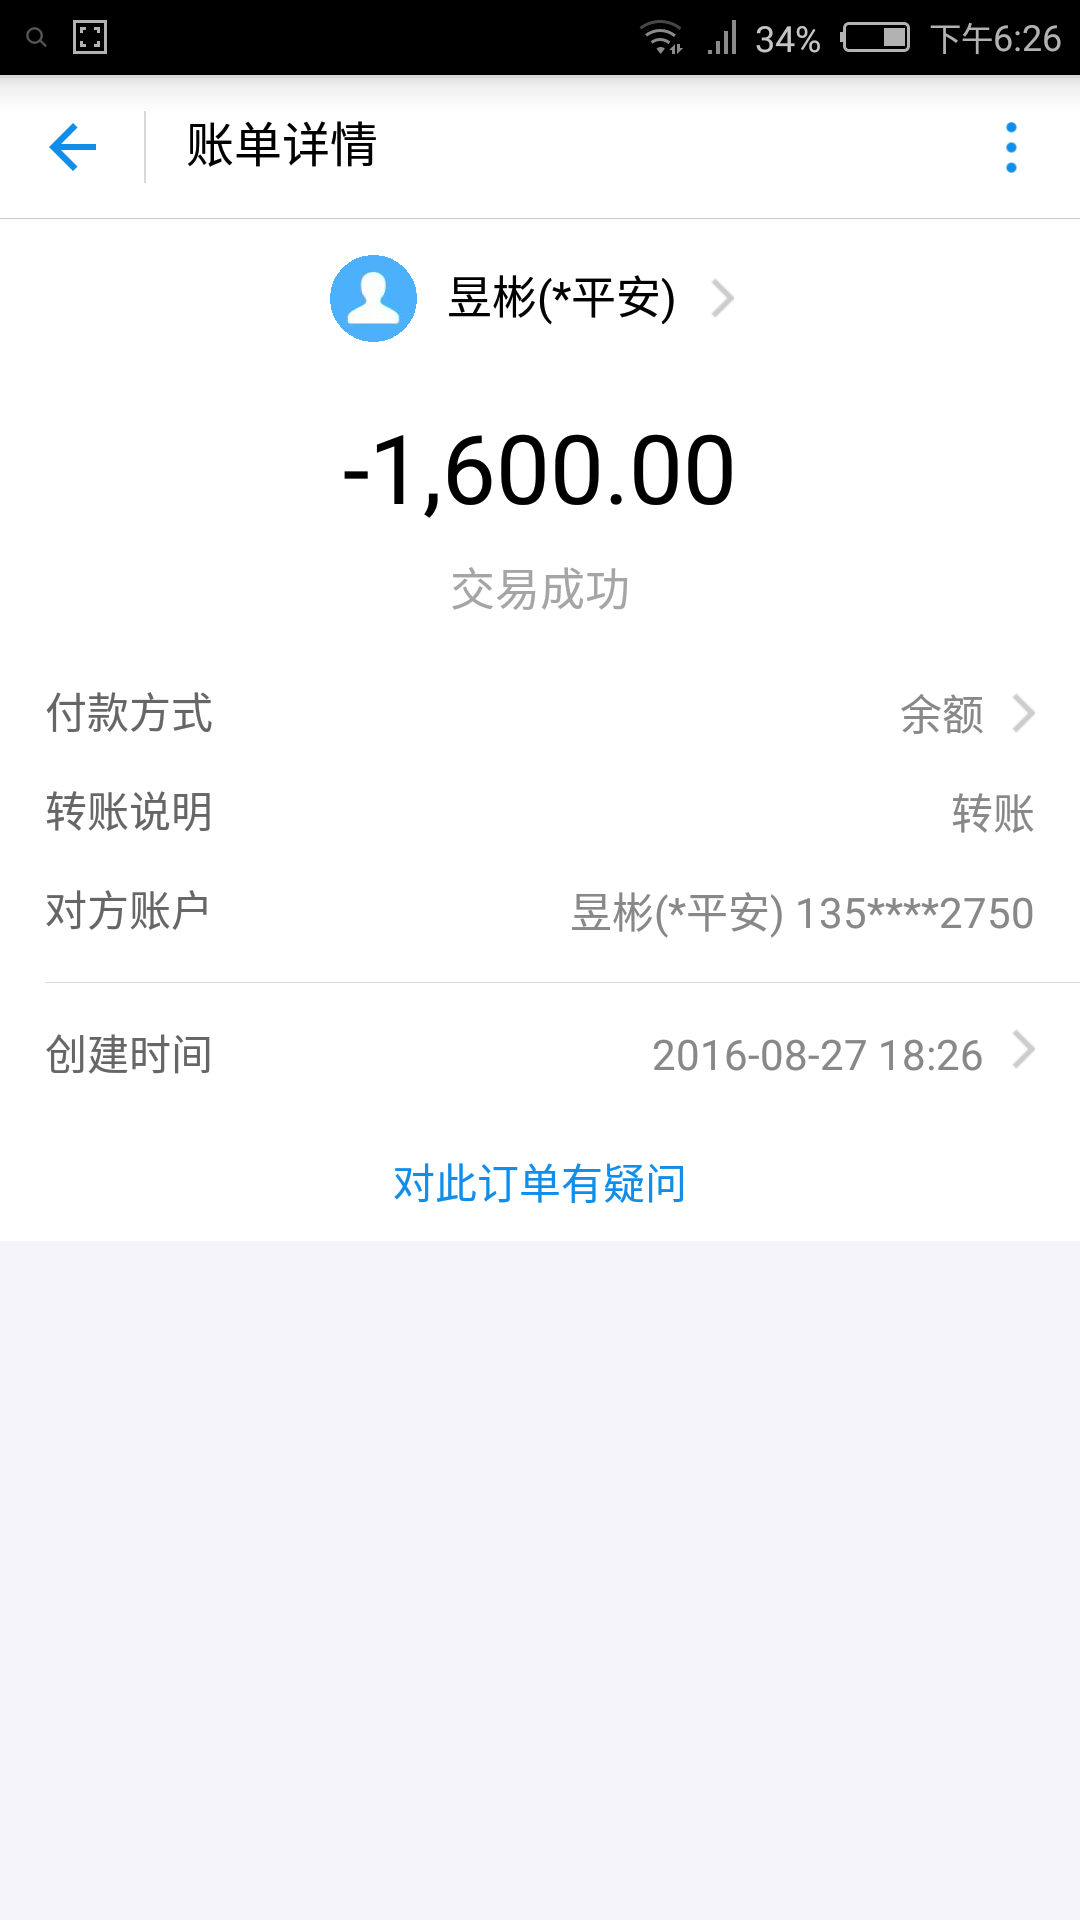 34% 下午6:26
账单详情
昱彬(*平安)
-1,600.00
交易成功
付款方式 余额
转账说明 转账
对方账户 昱彬(*平安) 135****2750
创建时间 2016-08-27 18:26
对此订单有疑问